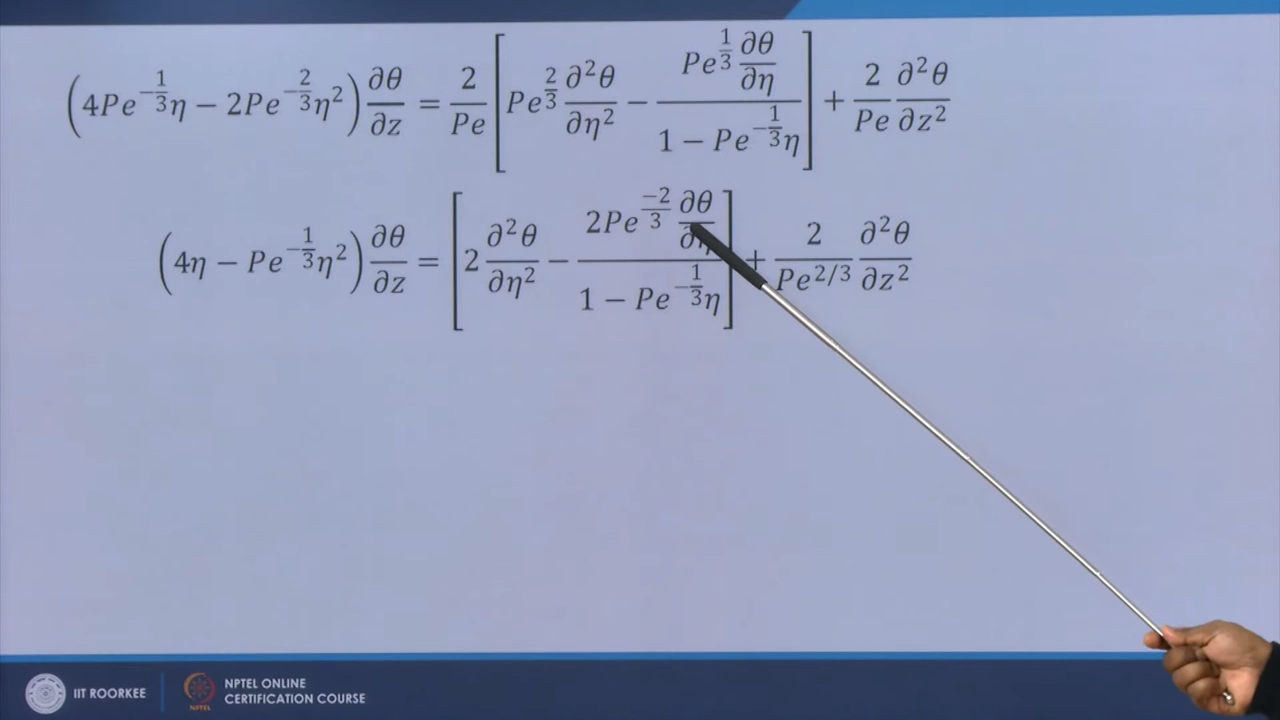 (4Pe^{-1/3}η − 2Pe^{-2/3}η²) ∂θ/∂z = 2/Pe [Pe^{2/3} ∂²θ/∂η² − (Pe^{1/3} ∂θ/∂η)/(1 − Pe^{-1/3}η)] + 2/Pe ∂²θ/∂z²
(4η − Pe^{-1/3}η²) ∂θ/∂z = [2 ∂²θ/∂η² − (2Pe^{-2/3} ∂θ/∂η)/(1 − Pe^{-1/3}η)] + 2/Pe^{2/3} ∂²θ/∂z²
IIT ROORKEE
NPTEL
NPTEL ONLINE
CERTIFICATION COURSE